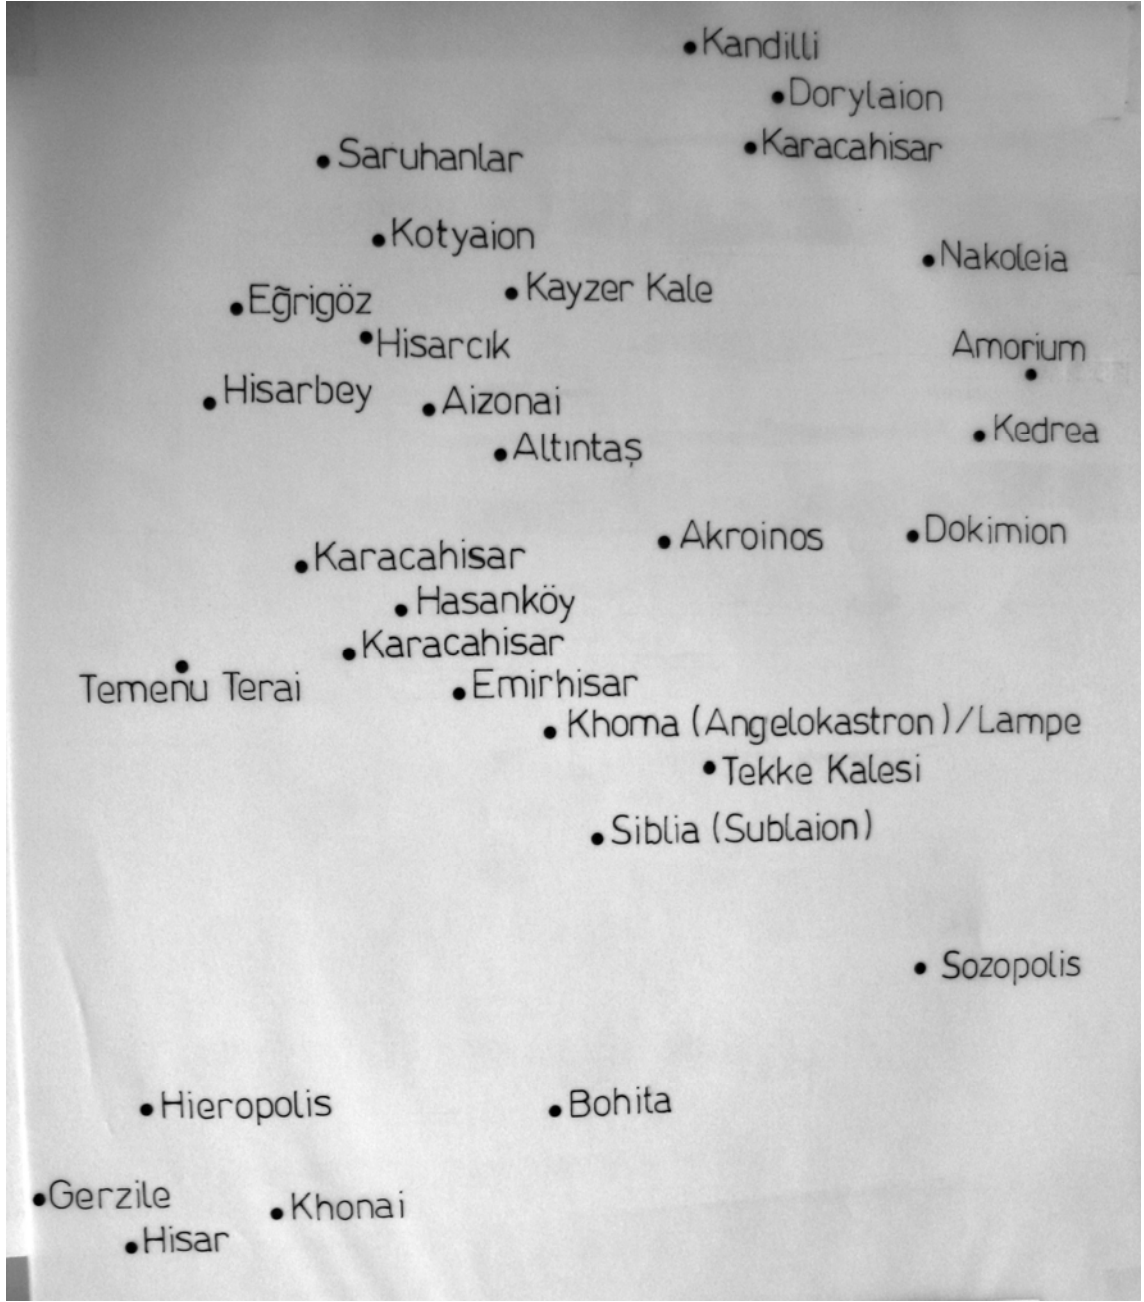 Kandilli
Dorylaion
Karacahisar
Saruhanlar
Kotyaion
Nakoleia
Kayzer Kale
Eğrigöz
Hisarcık
Amorium
Hisarbey
Aizonai
Kedrea
Altıntaş
Dokimion
Akroinos
Karacahisar
Hasanköy
Karacahisar
Temenu Terai
Emirhisar
Khoma (Angelokastron)/Lampe
Tekke Kalesi
Siblia (Sublaion)
Sozopolis
Hieropolis
Bohita
Gerzile
Khonai
Hisar